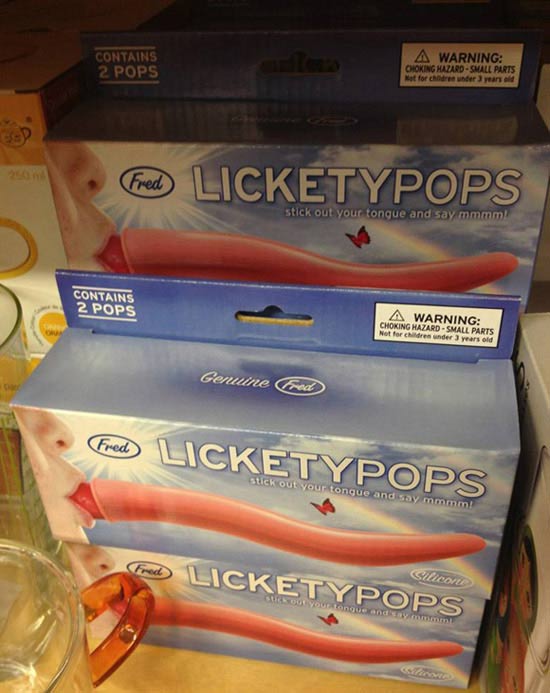 CONTAINS
2 POPS
WARNING:
CHOKING HAZARD - SMALL PARTS
Not for children under 3 years old
250 ml
Fred
LICKETYPOPS
stick out your tongue and say mmmm!
CONTAINS
2 POPS
WARNING:
CHOKING HAZARD - SMALL PARTS
Not for children under 3 years old
Genuine Fred
Fred
LICKETYPOPS
stick out your tongue and say mmmm!
Silicone
Fred
LICKETYPOPS
stick out your tongue and say mmmm!
Silicone